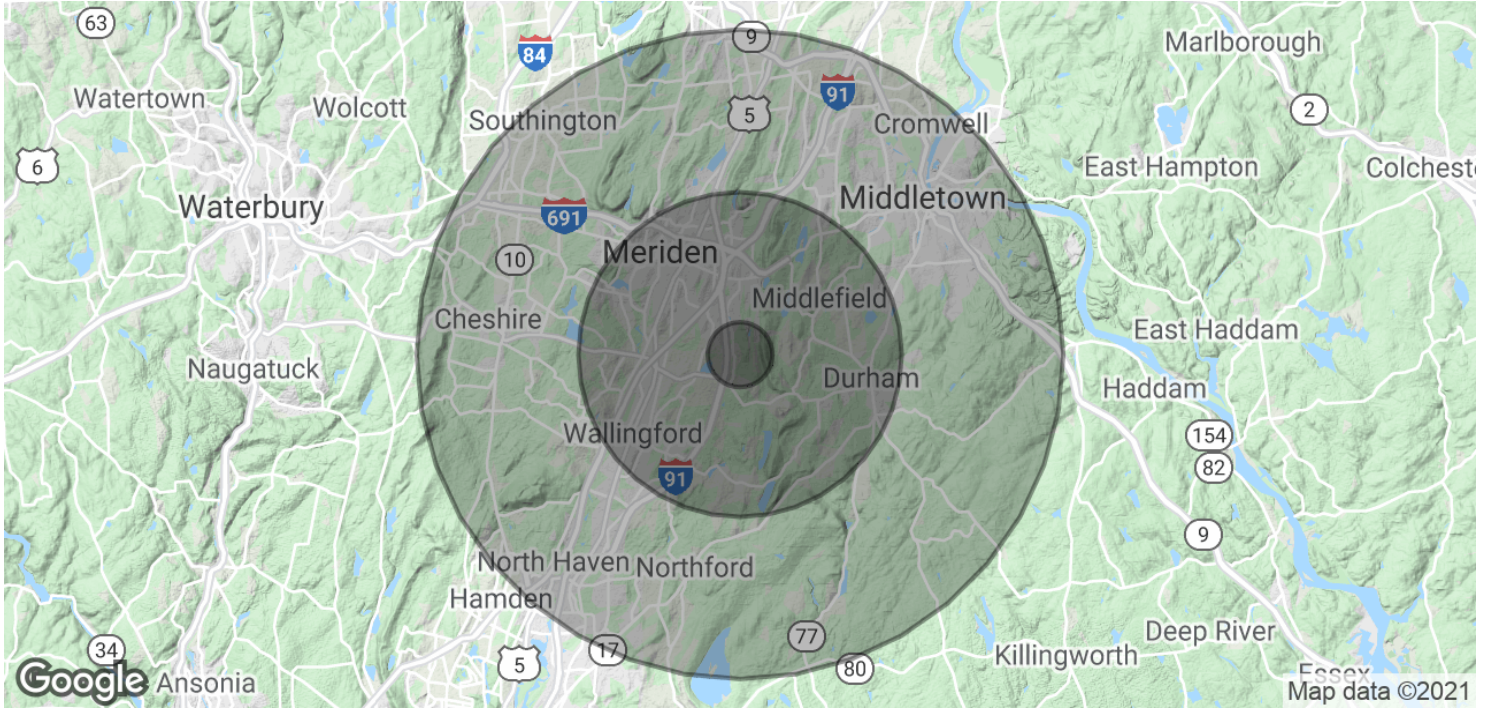 63
9
84
91
Marlborough
Watertown
Wolcott
Southington
5
Cromwell
2
6
East Hampton
Colcheste
Waterbury
691
Middletown
Meriden
10
Middlefield
Cheshire
East Haddam
Naugatuck
Durham
Haddam
Wallingford
154
82
91
9
North Haven
Northford
Hamden
34
5
17
77
80
Deep River
Killingworth
Essex
Google
Ansonia
Map data ©2021